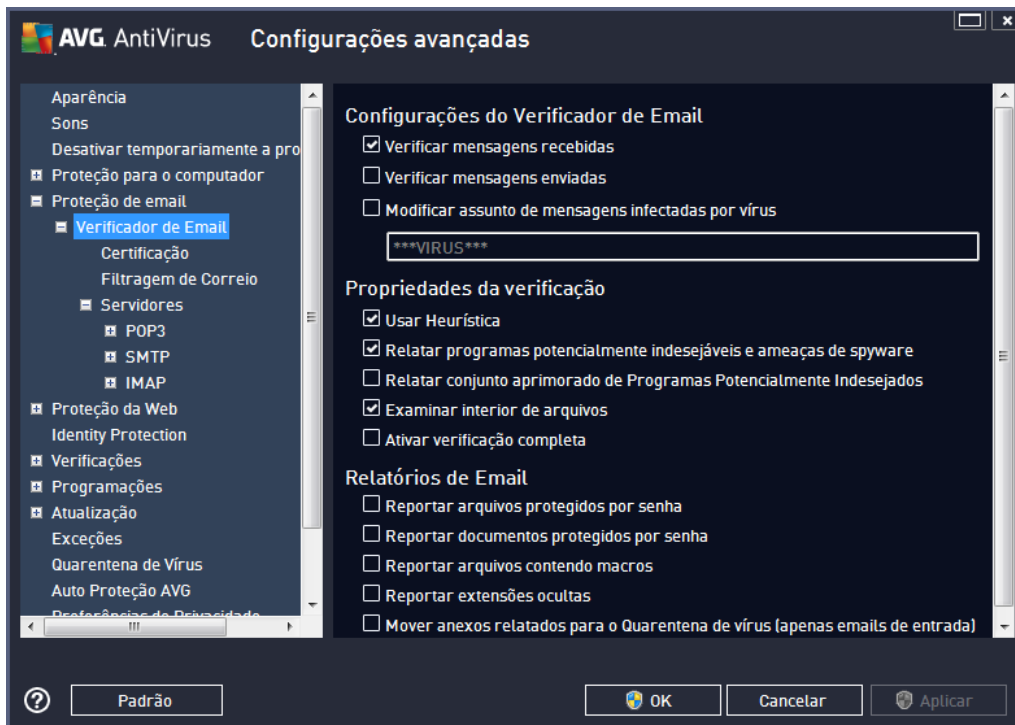 AVG AntiVirus Configurações avançadas
Aparência
Sons
Desativar temporariamente a pro
Proteção para o computador
Proteção de email
Verificador de Email
Certificação
Filtragem de Correio
Servidores
POP3
SMTP
IMAP
Proteção da Web
Identity Protection
Verificações
Programações
Atualização
Exceções
Quarentena de Vírus
Auto Proteção AVG
Preferências de Privacidade
Configurações do Verificador de Email
Verificar mensagens recebidas
Verificar mensagens enviadas
Modificar assunto de mensagens infectadas por vírus
***VIRUS***
Propriedades da verificação
Usar Heurística
Relatar programas potencialmente indesejáveis e ameaças de spyware
Relatar conjunto aprimorado de Programas Potencialmente Indesejados
Examinar interior de arquivos
Ativar verificação completa
Relatórios de Email
Reportar arquivos protegidos por senha
Reportar documentos protegidos por senha
Reportar arquivos contendo macros
Reportar extensões ocultas
Mover anexos relatados para o Quarentena de vírus (apenas emails de entrada)
Padrão
OK
Cancelar
Aplicar